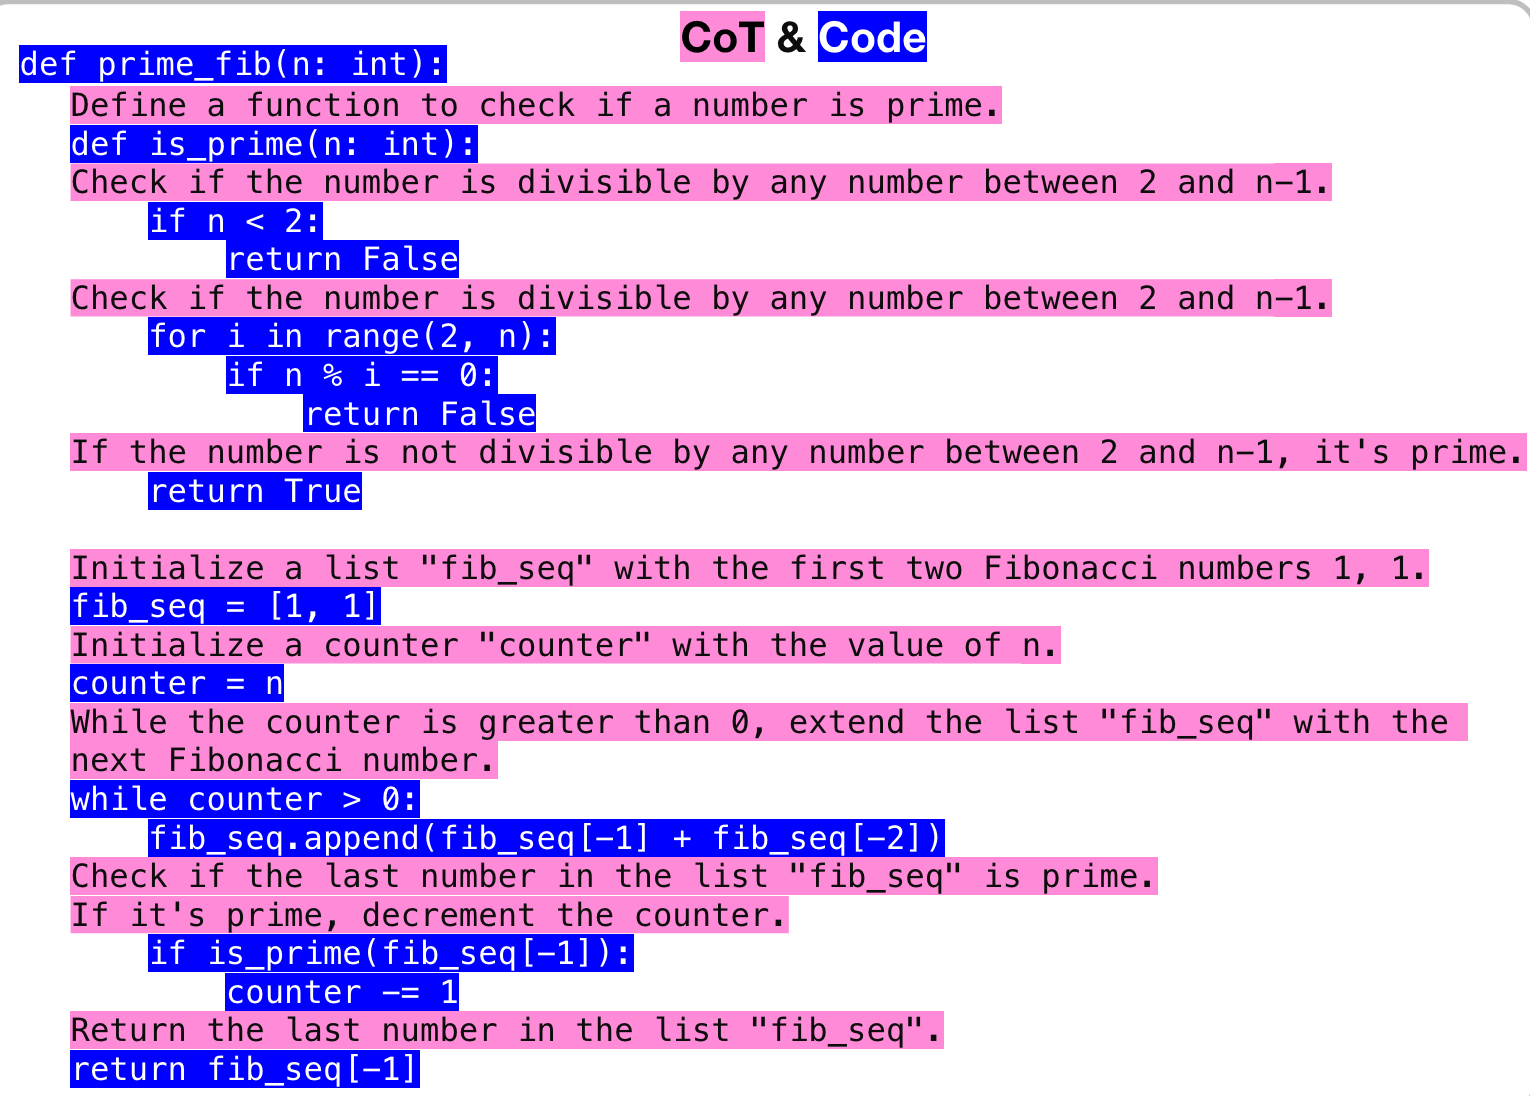 CoT & Code
def prime_fib(n: int):
Define a function to check if a number is prime.
def is_prime(n: int):
Check if the number is divisible by any number between 2 and n-1.
if n < 2:
return False
Check if the number is divisible by any number between 2 and n-1.
for i in range(2, n):
if n % i == 0:
return False
If the number is not divisible by any number between 2 and n-1, it's prime.
return True
Initialize a list "fib_seq" with the first two Fibonacci numbers 1, 1.
fib_seq = [1, 1]
Initialize a counter "counter" with the value of n.
counter = n
While the counter is greater than 0, extend the list "fib_seq" with the
next Fibonacci number.
while counter > 0:
fib_seq.append(fib_seq[-1] + fib_seq[-2])
Check if the last number in the list "fib_seq" is prime.
If it's prime, decrement the counter.
if is_prime(fib_seq[-1]):
counter -= 1
Return the last number in the list "fib_seq".
return fib_seq[-1]